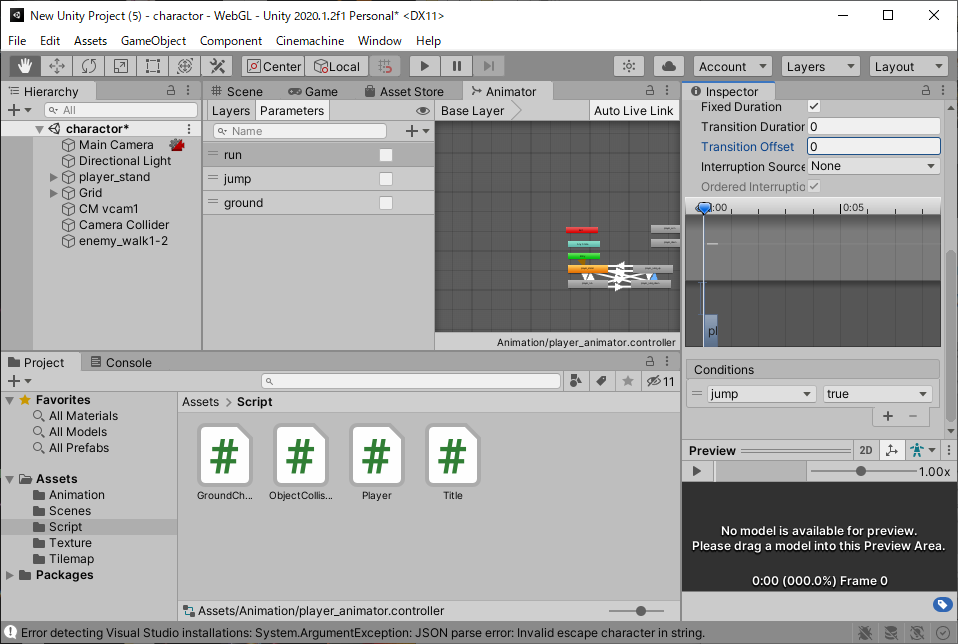 New Unity Project (5) - charactor - WebGL - Unity 2020.1.2f1 Personal* <DX11>
File Edit Assets GameObject Component Cinemachine Window Help
Center Local Account Layers Layout
Hierarchy
All
charactor*
Main Camera
Directional Light
player_stand
Grid
CM vcam1
Camera Collider
enemy_walk1-2
Scene Game Asset Store Animator
Layers Parameters Base Layer Auto Live Link
Name
run
jump
ground
Animation/player_animator.controller
Inspector
Fixed Duration
Transition Duration 0
Transition Offset 0
Interruption Source None
Ordered Interruptio
:00 0:05
pl
Conditions
jump true
Preview 2D
1.00x
No model is available for preview.
Please drag a model into this Preview Area.
0:00 (000.0%) Frame 0
Project Console
11
Favorites
All Materials
All Models
All Prefabs
Assets
Animation
Scenes
Script
Texture
Tilemap
Packages
Assets > Script
GroundCh...
ObjectCollis...
Player
Title
Assets/Animation/player_animator.controller
Error detecting Visual Studio installations: System.ArgumentException: JSON parse error: Invalid escape character in string.